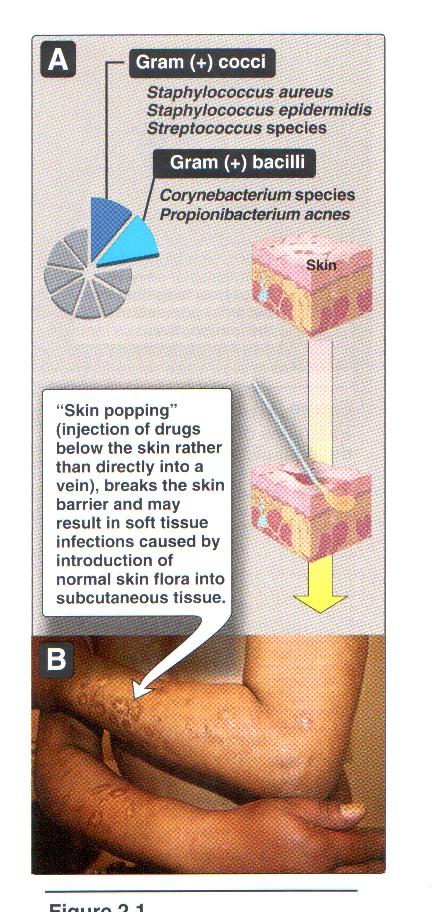 A
Gram (+) cocci
Staphylococcus aureus
Staphylococcus epidermidis
Streptococcus species
Gram (+) bacilli
Corynebacterium species
Propionibacterium acnes
Skin
“Skin popping”
(injection of drugs
below the skin rather
than directly into a
vein), breaks the skin
barrier and may
result in soft tissue
infections caused by
introduction of
normal skin flora into
subcutaneous tissue.
B
Figure 2.1